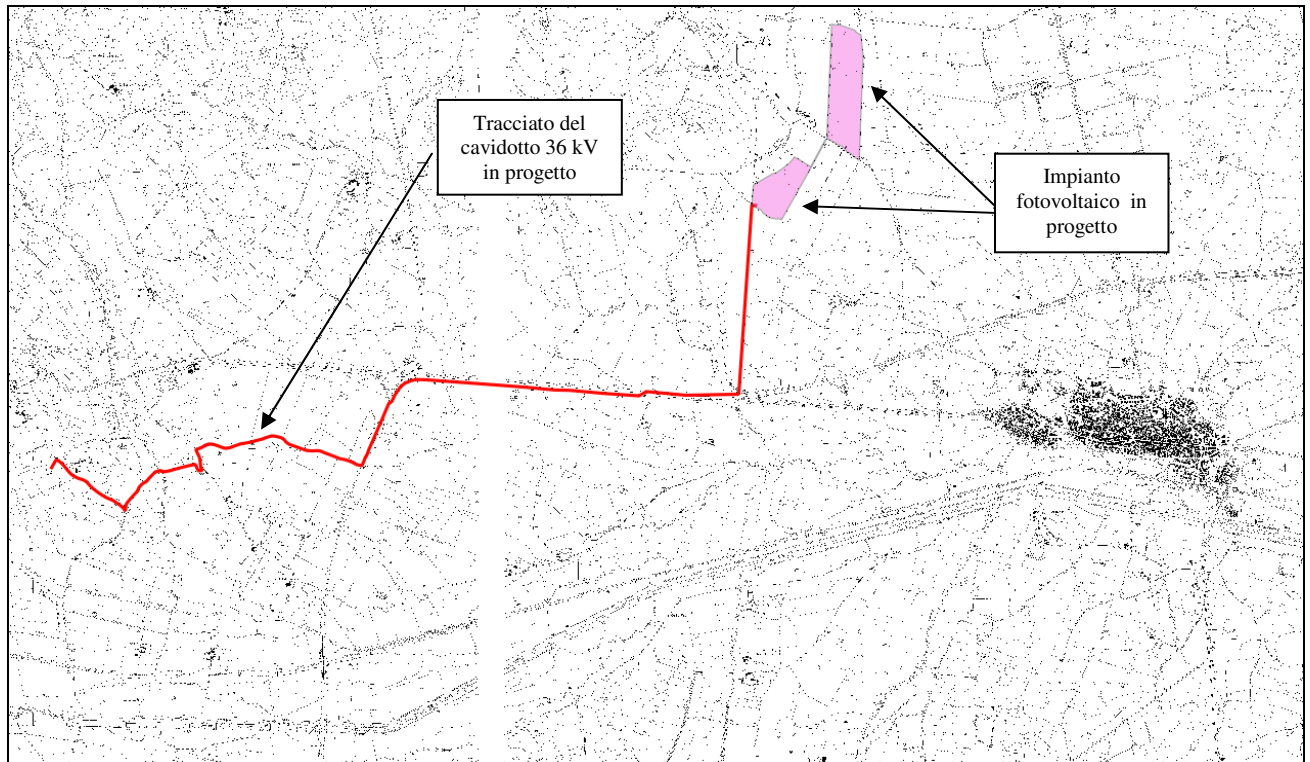 Tracciato del
cavidotto 36 kV
in progetto
Impianto
fotovoltaico in
progetto